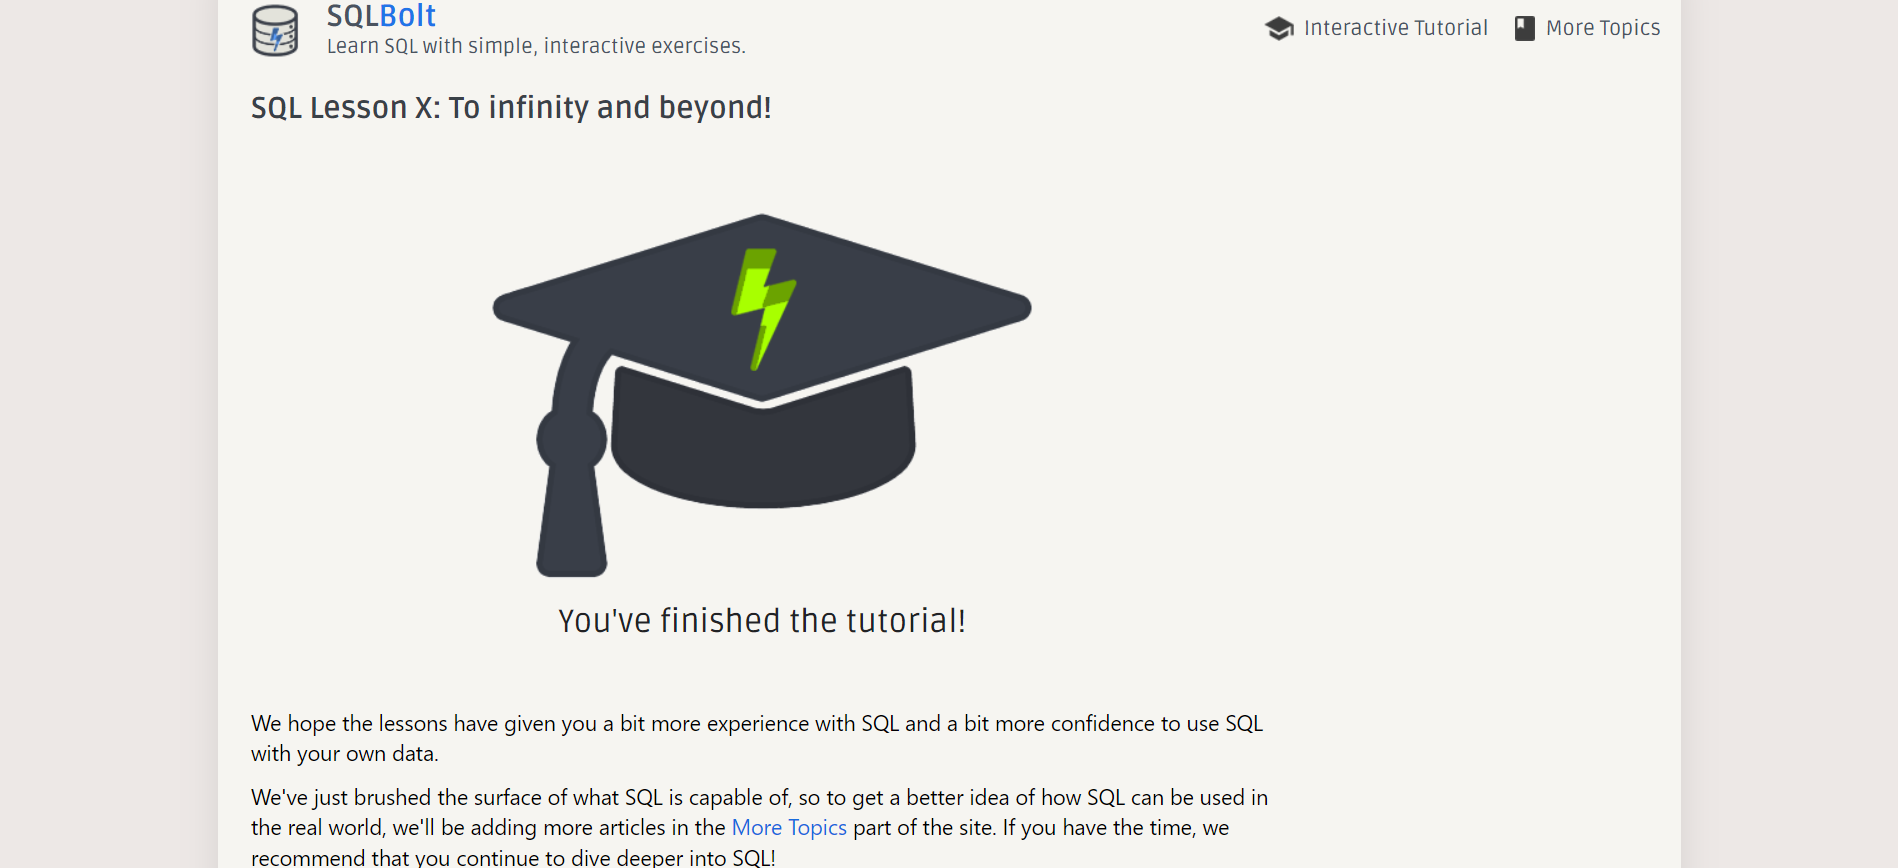 SQLBolt
Learn SQL with simple, interactive exercises.
Interactive Tutorial
More Topics
SQL Lesson X: To infinity and beyond!
You've finished the tutorial!
We hope the lessons have given you a bit more experience with SQL and a bit more confidence to use SQL
with your own data.
We've just brushed the surface of what SQL is capable of, so to get a better idea of how SQL can be used in
the real world, we'll be adding more articles in the More Topics part of the site. If you have the time, we
recommend that you continue to dive deeper into SQL!